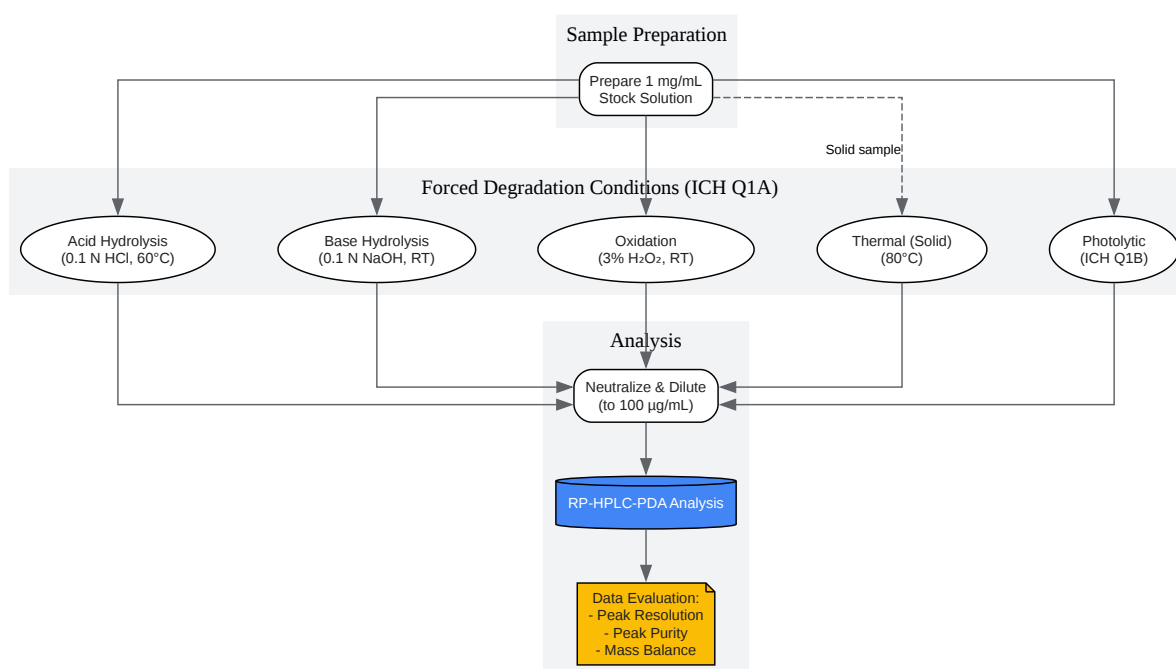 Sample Preparation
Prepare 1 mg/mL
Stock Solution
Solid sample
Forced Degradation Conditions (ICH Q1A)
Acid Hydrolysis
(0.1 N HCl, 60°C)
Base Hydrolysis
(0.1 N NaOH, RT)
Oxidation
(3% H₂O₂, RT)
Thermal (Solid)
(80°C)
Photolytic
(ICH Q1B)
Analysis
Neutralize & Dilute
(to 100 µg/mL)
RP-HPLC-PDA Analysis
Data Evaluation:
- Peak Resolution
- Peak Purity
- Mass Balance